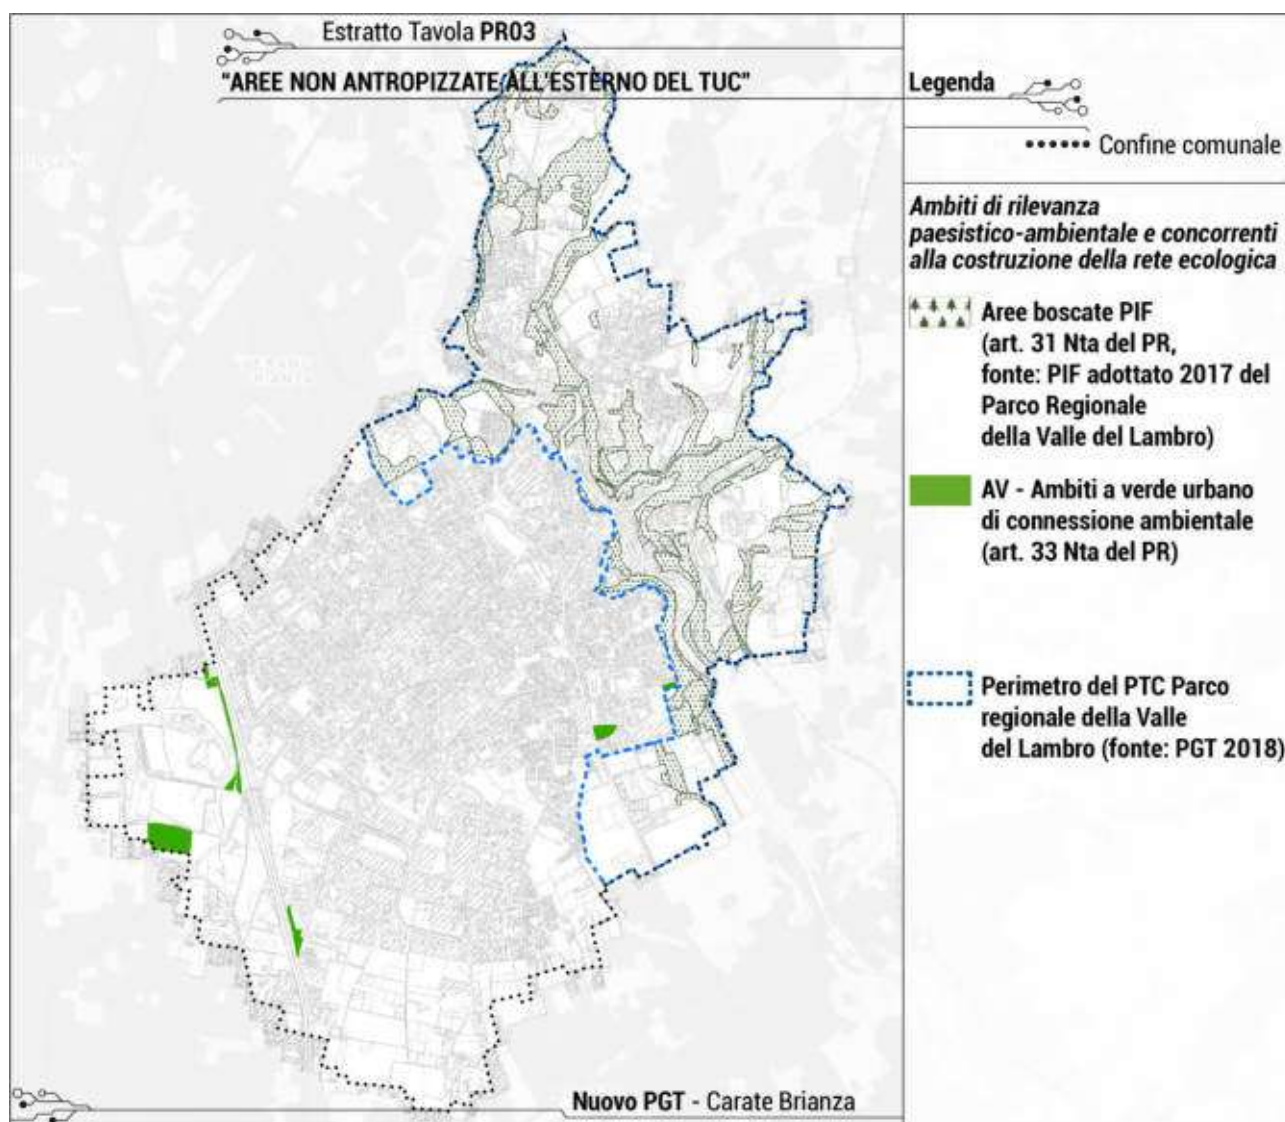 Estratto Tavola PR03
"AREE NON ANTROPIZZATE ALL'ESTERNO DEL TUC"
Legenda
Confine comunale
Ambiti di rilevanza
paesistico-ambientale e concorrenti
alla costruzione della rete ecologica
Aree boscate PIF
(art. 31 Nta del PR,
fonte: PIF adottato 2017 del
Parco Regionale
della Valle del Lambro)
AV - Ambiti a verde urbano
di connessione ambientale
(art. 33 Nta del PR)
Perimetro del PTC Parco
regionale della Valle
del Lambro (fonte: PGT 2018)
Nuovo PGT - Carate Brianza